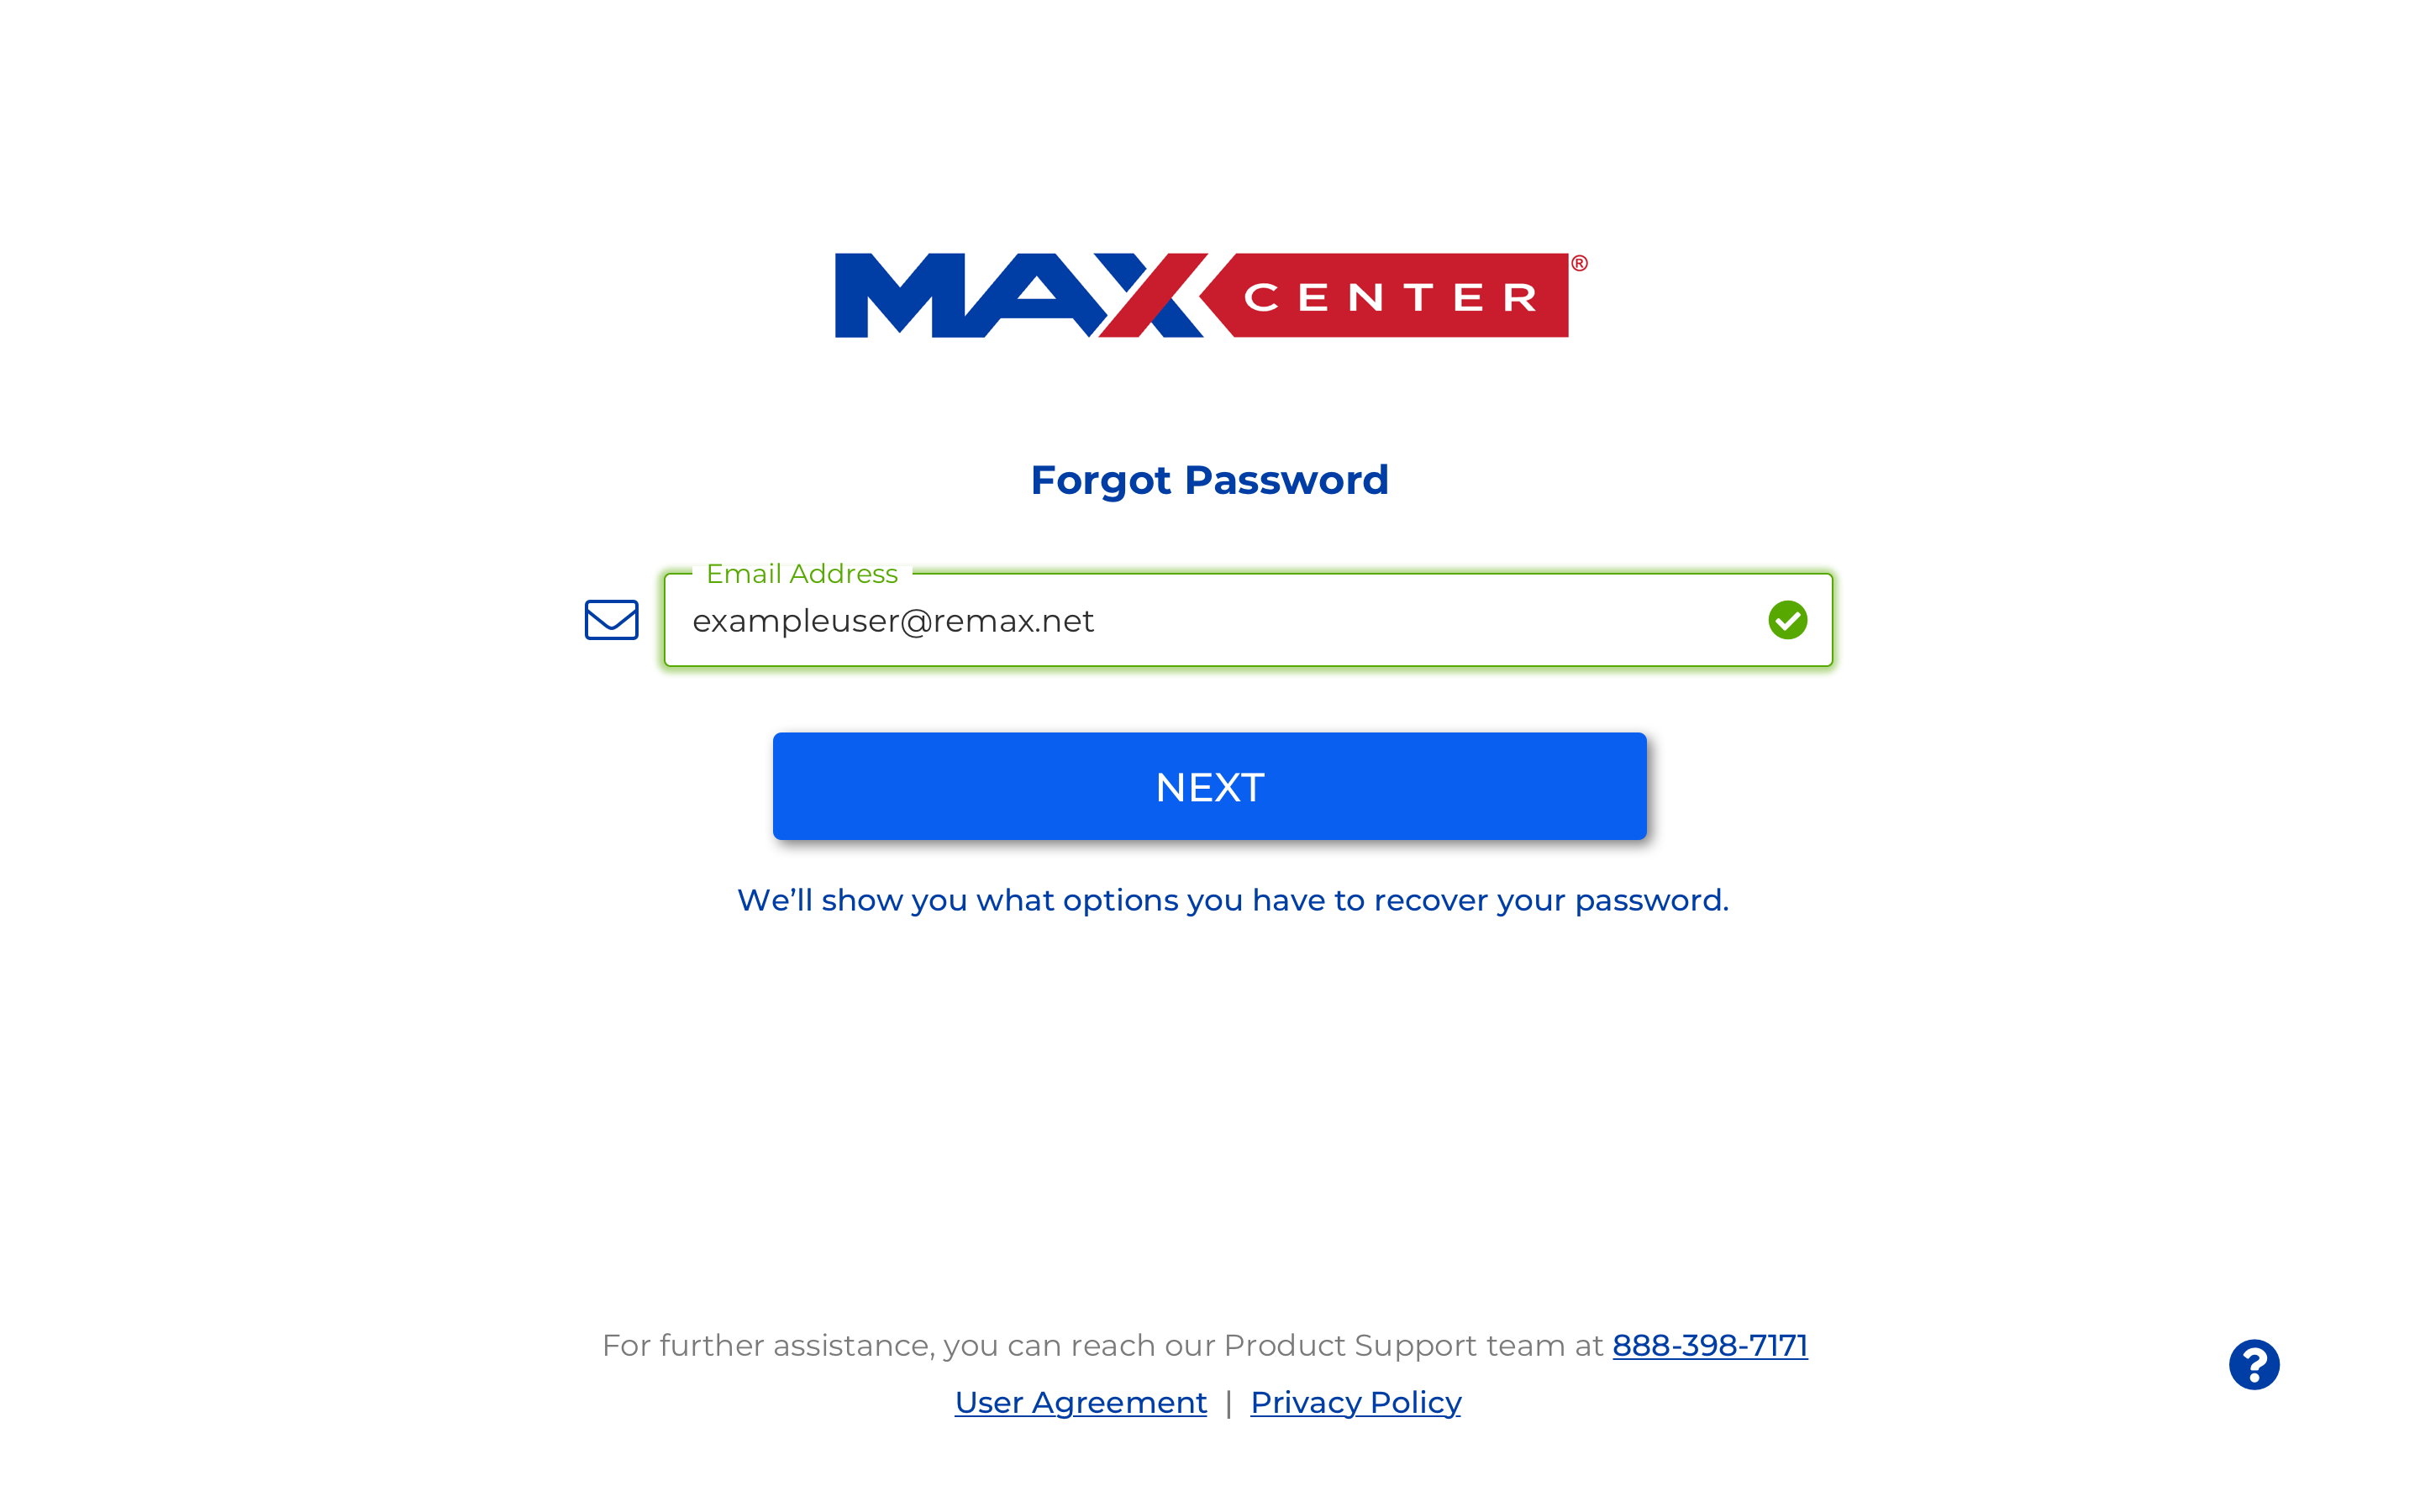 MAX CENTER®
Forgot Password
Email Address
exampleuser@remax.net
NEXT
We’ll show you what options you have to recover your password.
For further assistance, you can reach our Product Support team at 888-398-7171
User Agreement | Privacy Policy